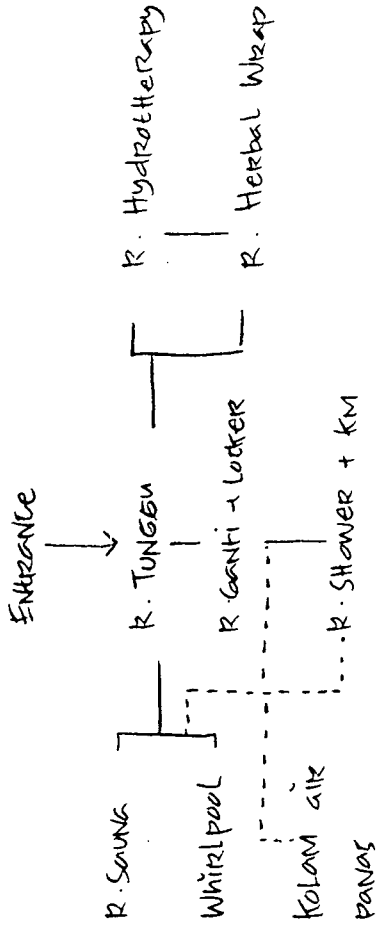 ENTRANCE
R. TUNGGU
R. GANTI + LOCKER
R. SHOWER + KM
R. SAUNA
WHIRLPOOL
KOLAM AIR
PANAS
R. HYDROTHERAPY
R. HERBAL WRAP